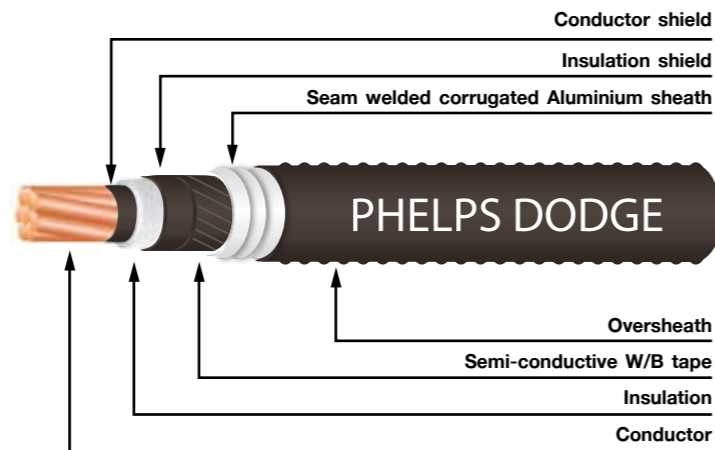 Conductor shield
Insulation shield
Seam welded corrugated Aluminium sheath
PHELPS DODGE
Oversheath
Semi-conductive W/B tape
Insulation
Conductor